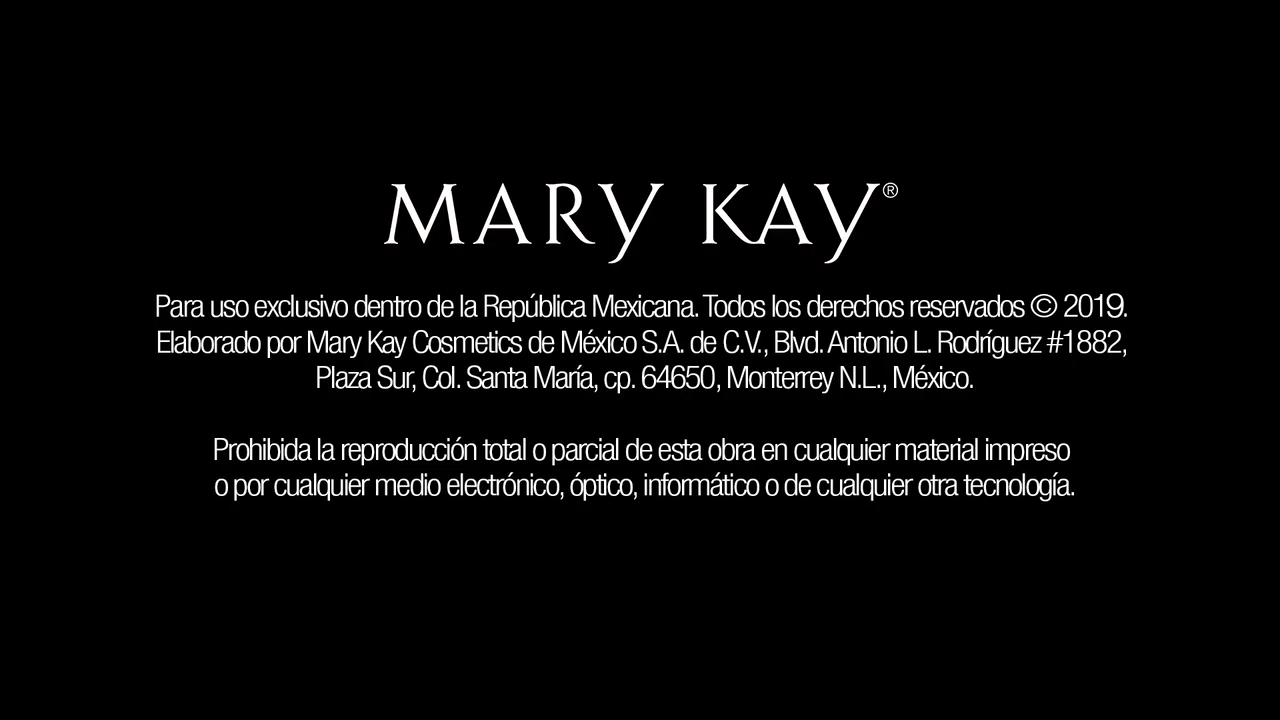 MARY KAY®
Para uso exclusivo dentro de la República Mexicana. Todos los derechos reservados © 2019.
Elaborado por Mary Kay Cosmetics de México S.A. de C.V., Blvd. Antonio L. Rodríguez #1882,
Plaza Sur, Col. Santa María, cp. 64650, Monterrey N.L., México.
Prohibida la reproducción total o parcial de esta obra en cualquier material impreso
o por cualquier medio electrónico, óptico, informático o de cualquier otra tecnología.